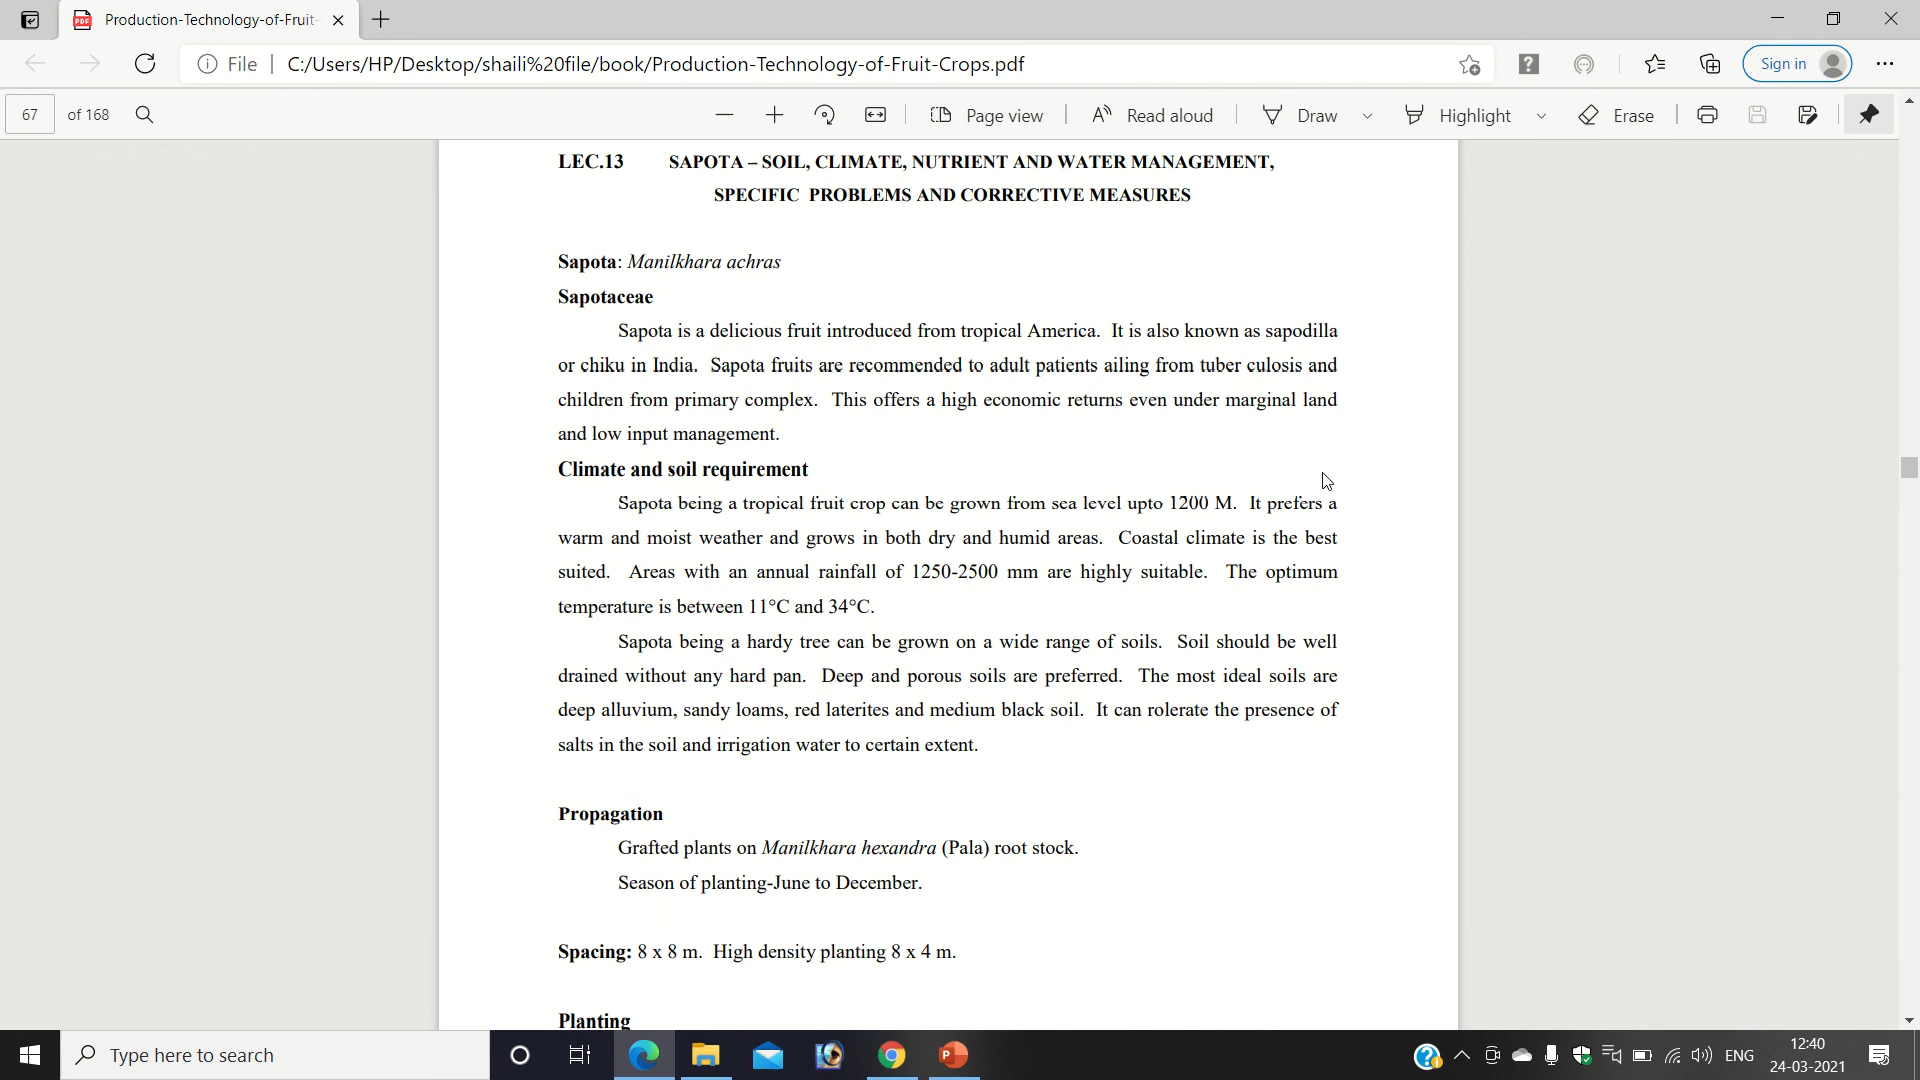 Production-Technology-of-Fruit-
File
C:/Users/HP/Desktop/shaili%20file/book/Production-Technology-of-Fruit-Crops.pdf
Sign in
67 of 168
Page view
Read aloud
Draw
Highlight
Erase
LEC.13 SAPOTA – SOIL, CLIMATE, NUTRIENT AND WATER MANAGEMENT,
SPECIFIC PROBLEMS AND CORRECTIVE MEASURES
Sapota: Manilkhara achras
Sapotaceae
Sapota is a delicious fruit introduced from tropical America. It is also known as sapodilla
or chiku in India. Sapota fruits are recommended to adult patients ailing from tuber culosis and
children from primary complex. This offers a high economic returns even under marginal land
and low input management.
Climate and soil requirement
Sapota being a tropical fruit crop can be grown from sea level upto 1200 M. It prefers a
warm and moist weather and grows in both dry and humid areas. Coastal climate is the best
suited. Areas with an annual rainfall of 1250-2500 mm are highly suitable. The optimum
temperature is between 11°C and 34°C.
Sapota being a hardy tree can be grown on a wide range of soils. Soil should be well
drained without any hard pan. Deep and porous soils are preferred. The most ideal soils are
deep alluvium, sandy loams, red laterites and medium black soil. It can rolerate the presence of
salts in the soil and irrigation water to certain extent.
Propagation
Grafted plants on Manilkhara hexandra (Pala) root stock.
Season of planting-June to December.
Spacing: 8 x 8 m. High density planting 8 x 4 m.
Planting
Type here to search
ENG
12:40
24-03-2021